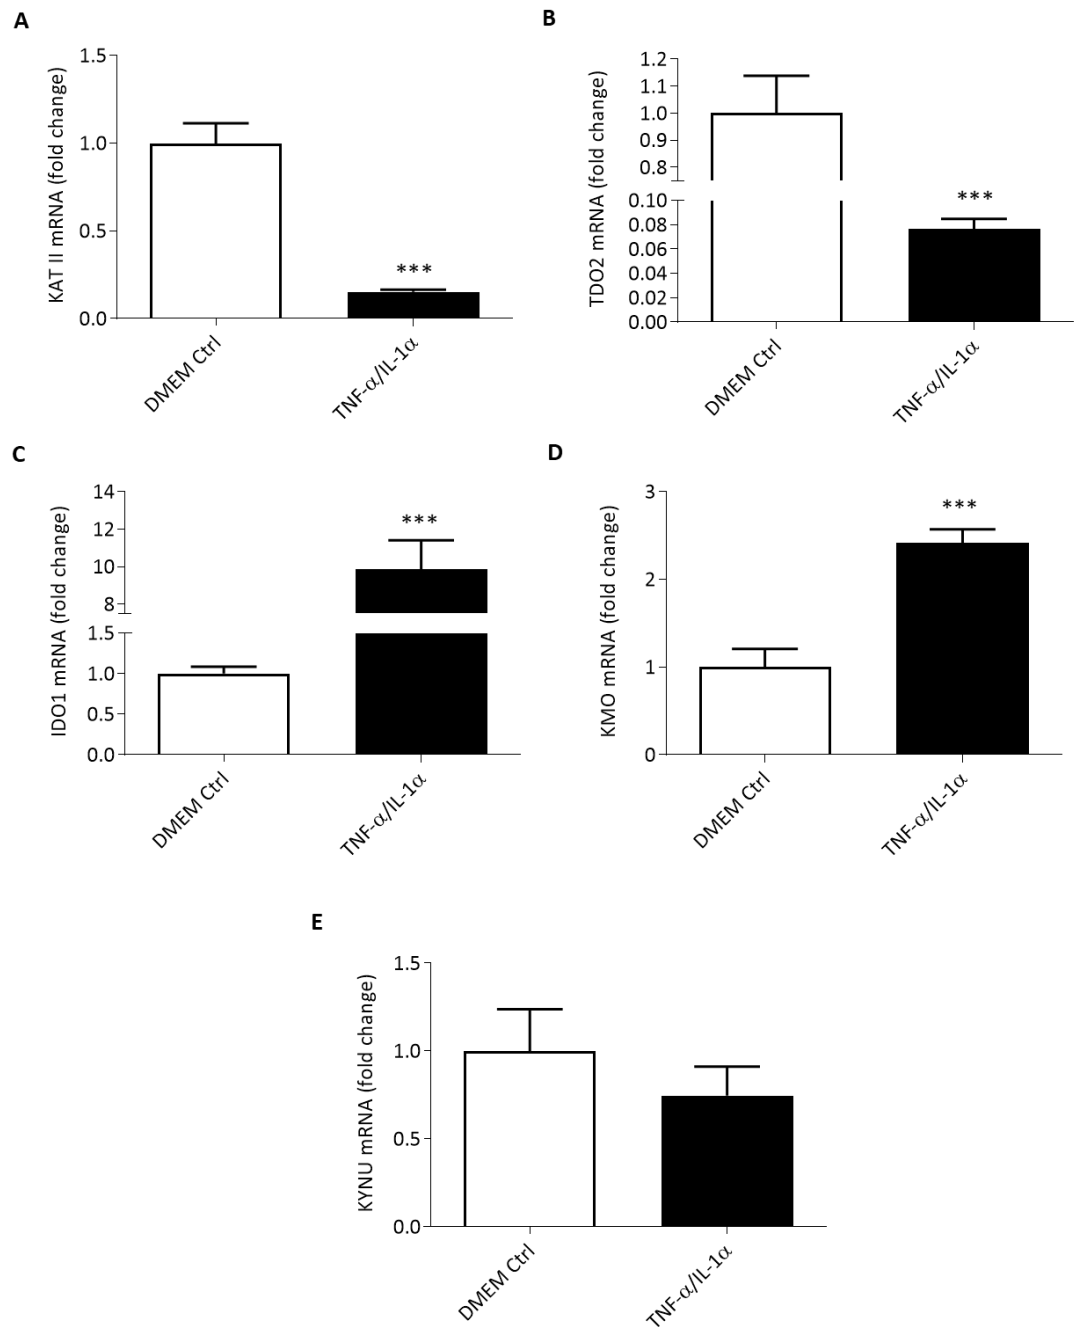 A
KAT II mRNA (fold change)
1.5
1.0
0.5
0.0
***
DMEM Ctrl
TNF-α/IL-1α
B
TDO2 mRNA (fold change)
1.2
1.1
1.0
0.9
0.8
0.10
0.08
0.06
0.04
0.02
0.00
***
DMEM Ctrl
TNF-α/IL-1α
C
IDO1 mRNA (fold change)
14
12
10
8
1.5
1.0
0.5
0.0
***
DMEM Ctrl
TNF-α/IL-1α
D
KMO mRNA (fold change)
3
2
1
0
***
DMEM Ctrl
TNF-α/IL-1α
E
KYNU mRNA (fold change)
1.5
1.0
0.5
0.0
DMEM Ctrl
TNF-α/IL-1α